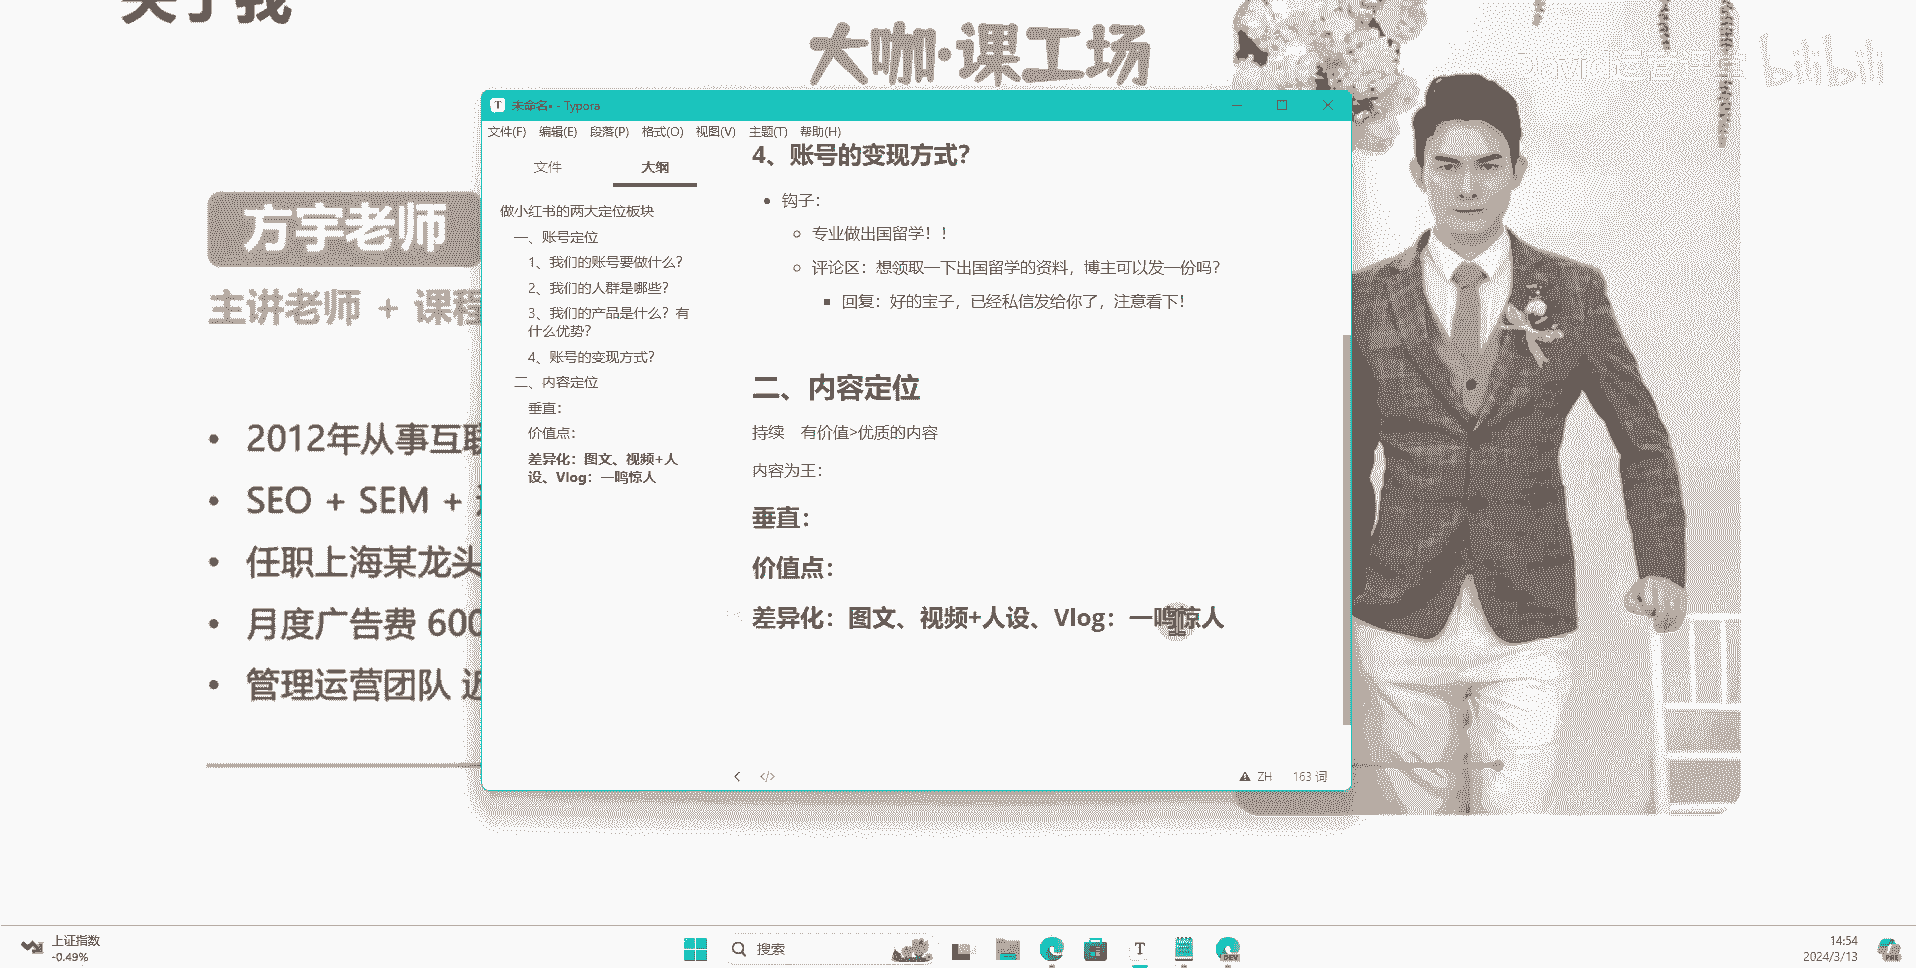 关于我
大咖·课工场
bilibili
方宇老师
主讲老师 + 课程
2012年从事互联
SEO + SEM +
任职上海某龙头
月度广告费 600
管理运营团队 近
未命名• - Typora
文件(F) 编辑(E) 段落(P) 格式(O) 视图(V) 主题(T) 帮助(H)
文件 大纲
做小红书的两大定位板块
一、账号定位
1、我们的账号要做什么？
2、我们的人群是哪些？
3、我们的产品是什么？有
什么优势？
4、账号的变现方式？
二、内容定位
垂直：
价值点：
差异化：图文、视频+人
设、Vlog：一鸣惊人
4、账号的变现方式？
钩子：
专业做出国留学！！
评论区：想领取一下出国留学的资料，博主可以发一份吗？
回复：好的宝子，已经私信发给你了，注意看下！
二、内容定位
持续 有价值>优质的内容
内容为王：
垂直：
价值点：
差异化：图文、视频+人设、Vlog：一鸣惊人
ZH 163 词
上证指数
-0.49%
搜索
14:54
2024/3/13